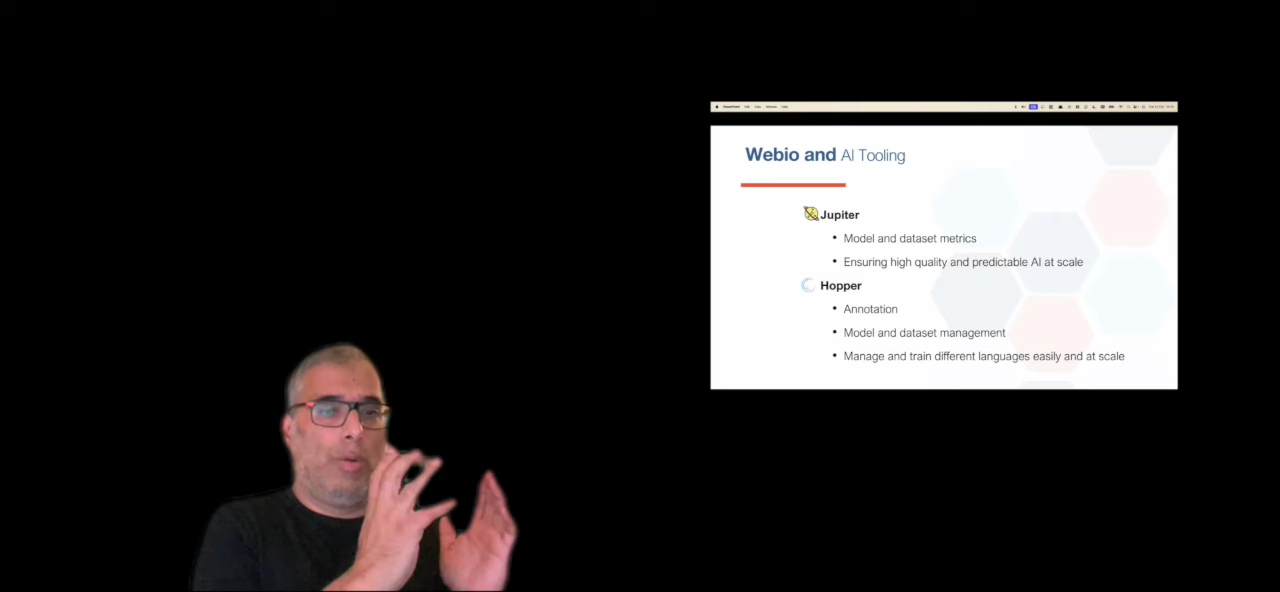 Webio and AI Tooling
Jupiter
• Model and dataset metrics
• Ensuring high quality and predictable AI at scale
Hopper
• Annotation
• Model and dataset management
• Manage and train different languages easily and at scale